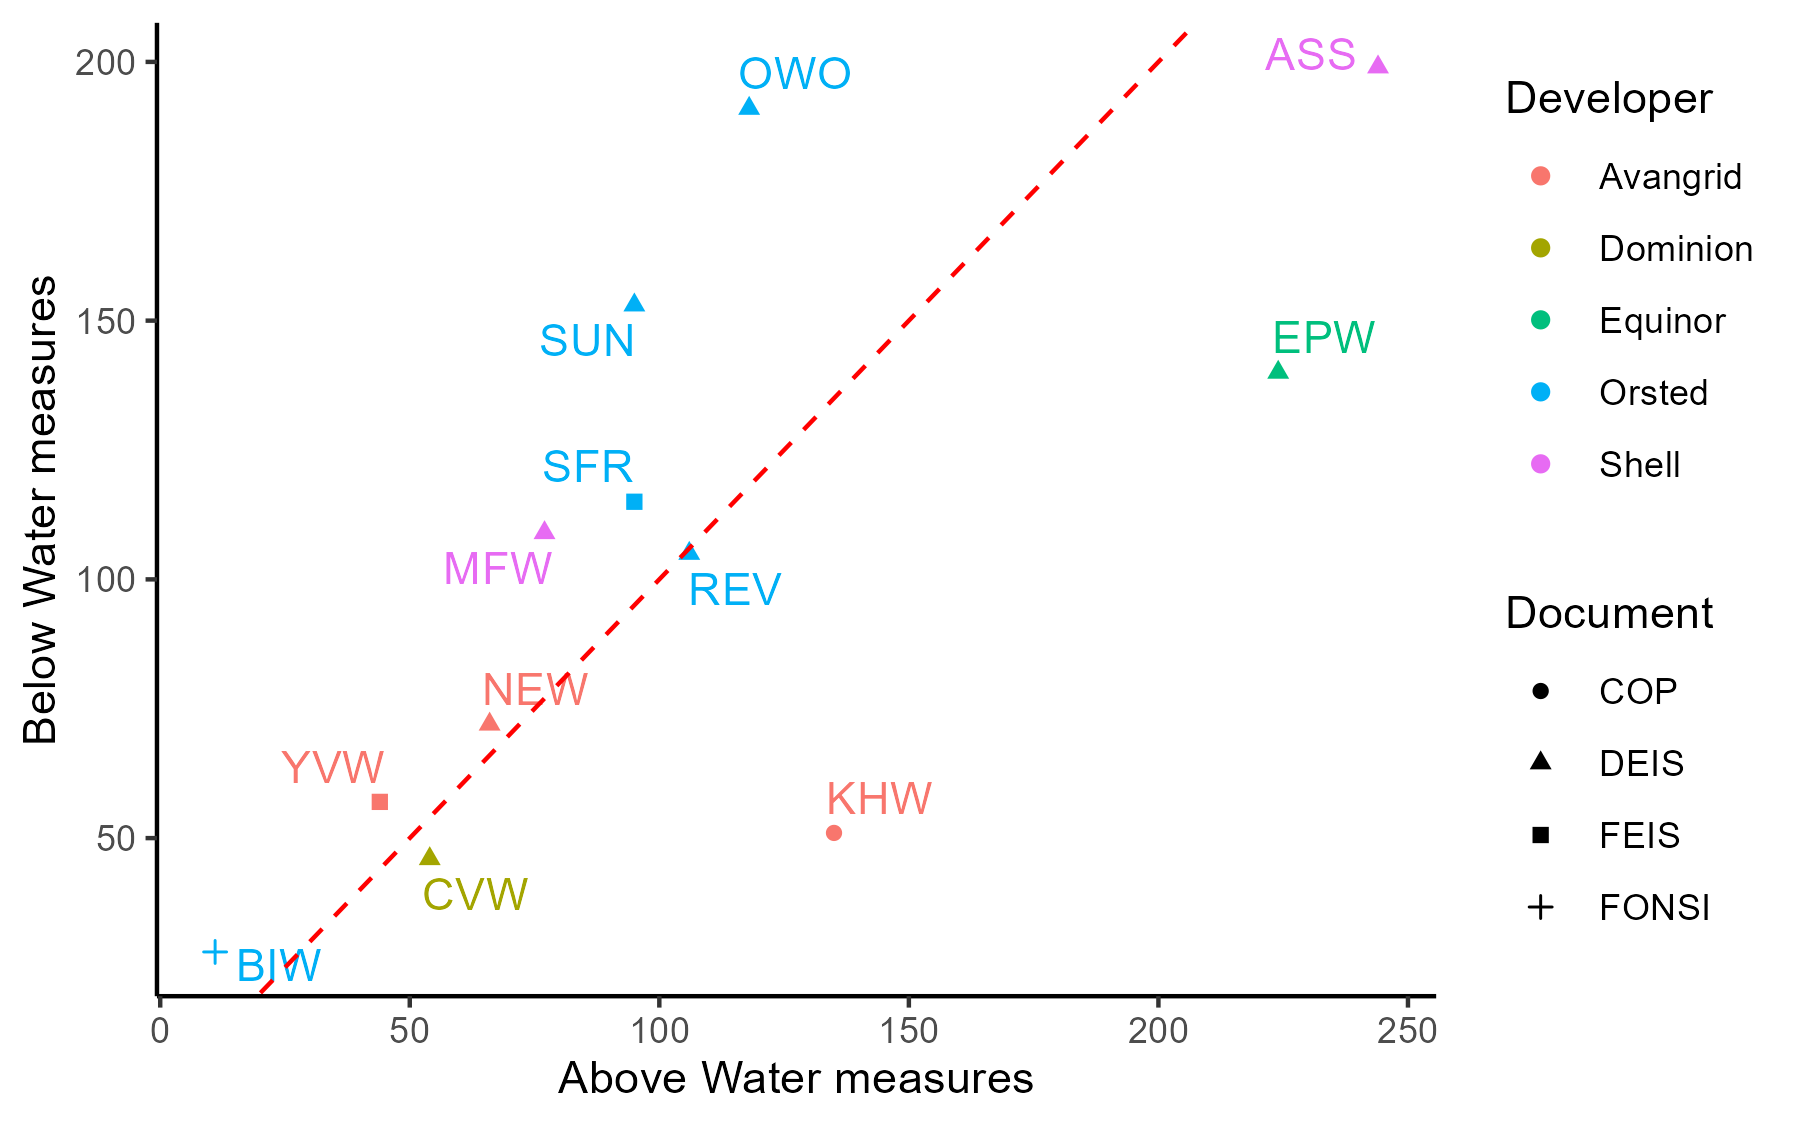 Below Water measures
200
150
100
50
0
50
100
150
200
250
Above Water measures
OWO
ASS
SUN
EPW
SFR
MFW
REV
NEW
YVW
KHW
CVW
BIW
Developer
Avangrid
Dominion
Equinor
Orsted
Shell
Document
COP
DEIS
FEIS
FONSI